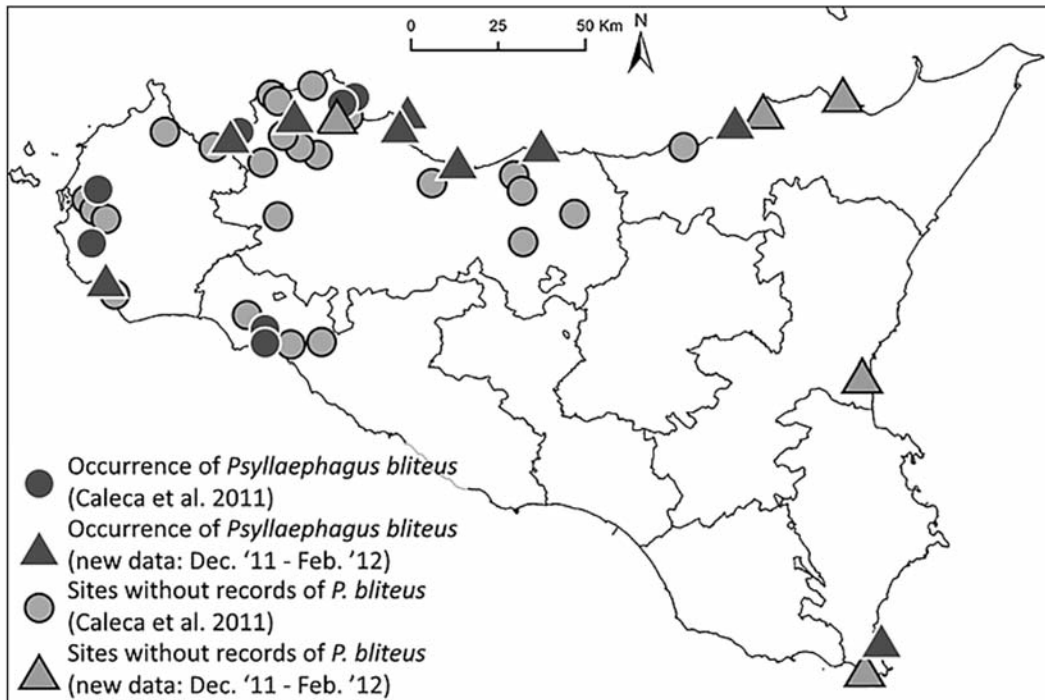 0 25 50 Km
N
Occurrence of Psyllaephagus bliteus
(Caleca et al. 2011)
Occurrence of Psyllaephagus bliteus
(new data: Dec. ‘11 - Feb. ’12)
Sites without records of P. bliteus
(Caleca et al. 2011)
Sites without records of P. bliteus
(new data: Dec. ‘11 - Feb. ’12)